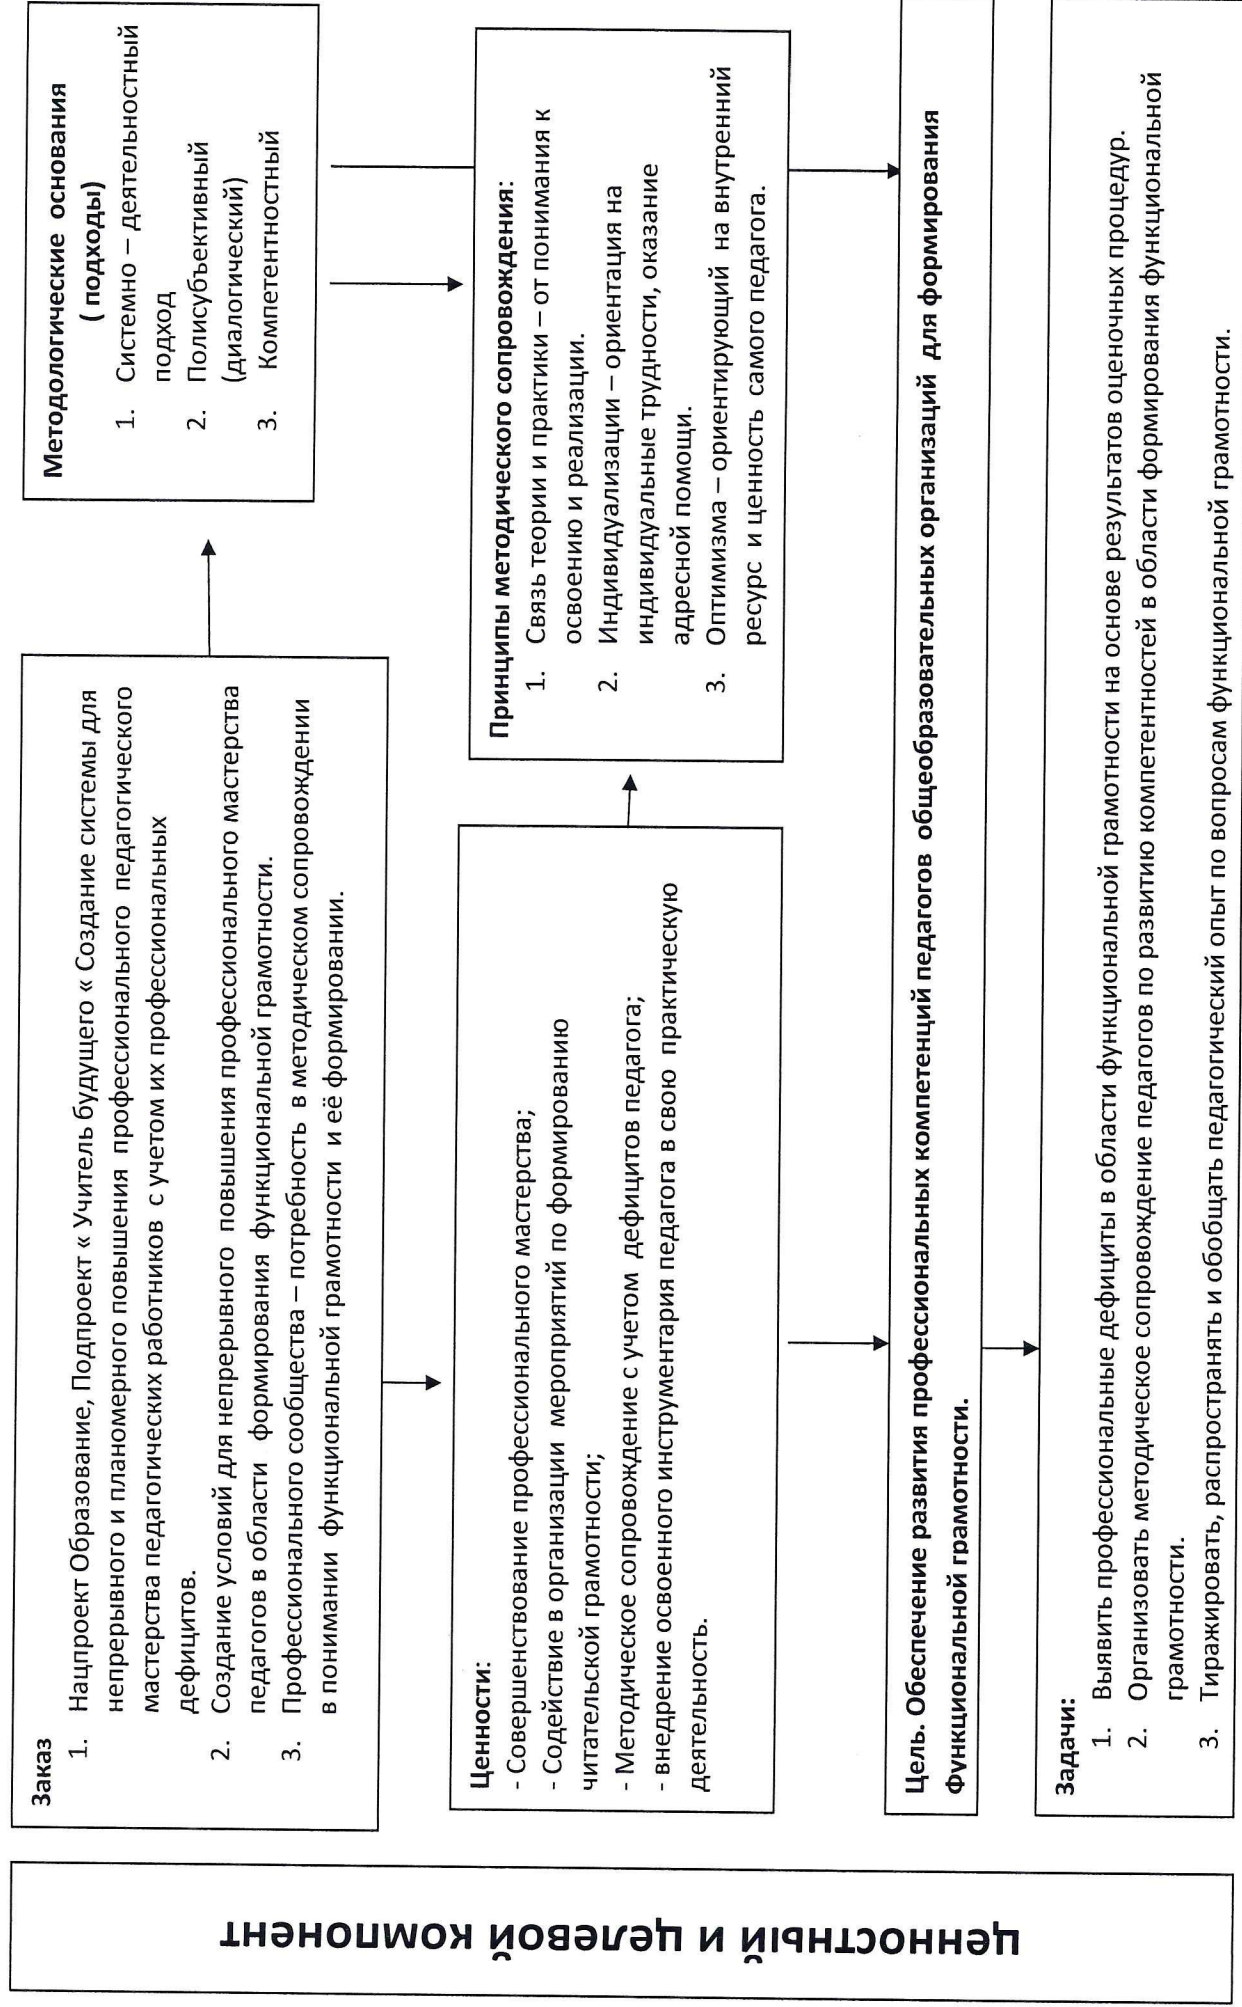 ценностный и целевой компонент
Заказ
1. Нацпроект Образование, Подпроект « Учитель будущего « Создание системы для
непрерывного и планомерного повышения профессионального педагогического
мастерства педагогических работников с учетом их профессиональных
дефицитов.
2. Создание условий для непрерывного повышения профессионального мастерства
педагогов в области формирования функциональной грамотности.
3. Профессионального сообщества – потребность в методическом сопровождении
в понимании функциональной грамотности и её формировании.
Методологические основания
( подходы)
1. Системно – деятельностный
подход
2. Полисубъективный
(диалогический)
3. Компетентностный
Ценности:
- Совершенствование профессионального мастерства;
- Содействие в организации мероприятий по формированию
читательской грамотности;
- Методическое сопровождение с учетом дефицитов педагога;
- внедрение освоенного инструментария педагога в свою практическую
деятельность.
Принципы методического сопровождения:
1. Связь теории и практики – от понимания к
освоению и реализации.
2. Индивидуализации – ориентация на
индивидуальные трудности, оказание
адресной помощи.
3. Оптимизма – ориентирующий на внутренний
ресурс и ценность самого педагога.
Цель. Обеспечение развития профессиональных компетенций педагогов общеобразовательных организаций для формирования
функциональной грамотности.
Задачи:
1. Выявить профессиональные дефициты в области функциональной грамотности на основе результатов оценочных процедур.
2. Организовать методическое сопровождение педагогов по развитию компетентностей в области формирования функциональной
грамотности.
3. Тиражировать, распространять и обобщать педагогический опыт по вопросам функциональной грамотности.